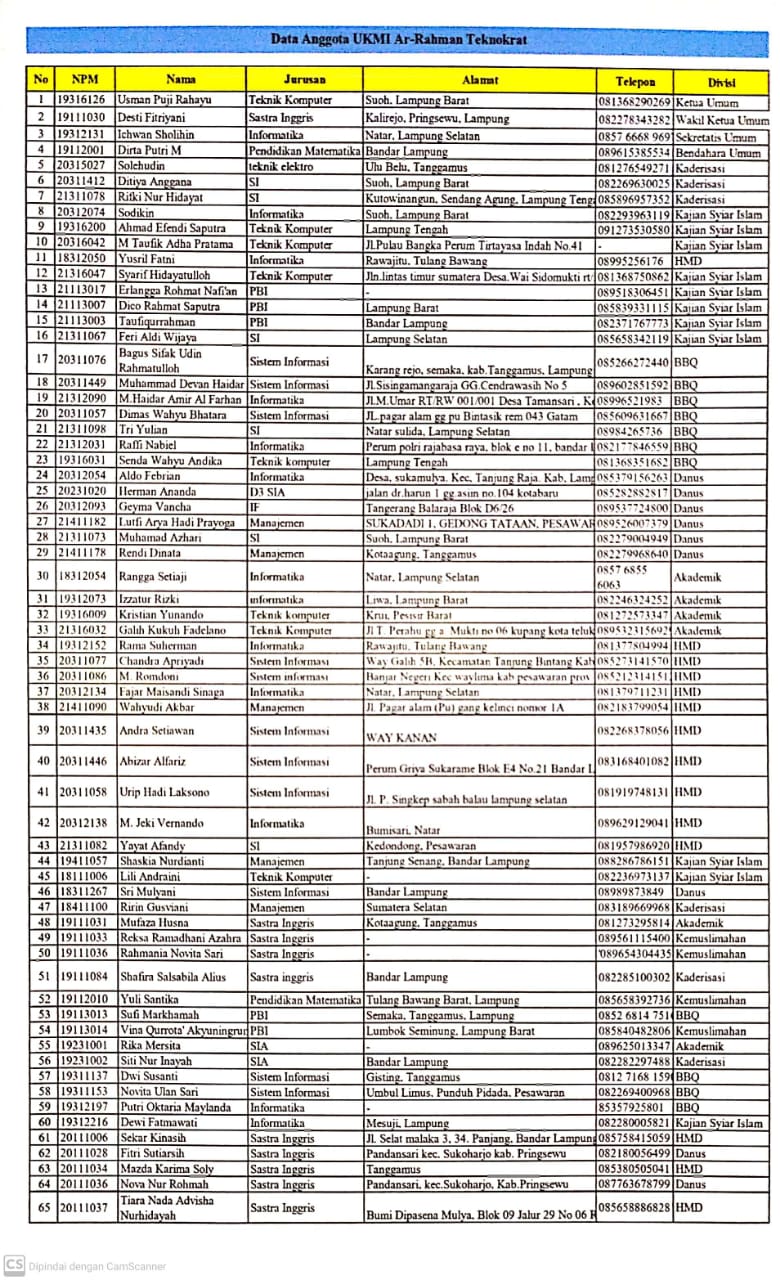 Data Anggota UKMI Ar-Rahman Teknokrat
No NPM Nama Jurusan Alamat Telepon Divisi
1 19316126 Usman Puji Rahayu Teknik Komputer Suoh, Lampung Barat 081368290269 Ketua Umum
2 19111030 Desti Fitriyani Sastra Inggris Kalirejo, Pringsewu, Lampung 082278343282 Wakil Ketua Umum
3 19312131 Ichwan Sholihin Informatika Natar, Lampung Selatan 0857 6668 969 Sekretatis Umum
4 19112001 Dirta Putri M Pendidikan Matematika Bandar Lampung 089615385534 Bendahara Umum
5 20315027 Solehudin teknik elektro Ulu Belu, Tanggamus 081276549271 Kaderisasi
6 20311412 Ditiya Anggana SI Suoh, Lampung Barat 082269630025 Kaderisasi
7 21311078 Rifki Nur Hidayat SI Kutowinangun, Sendang Agung, Lampung Teng 085896957352 Kaderisasi
8 20312074 Sodikin Informatika Suoh, Lampung Barat 082293963119 Kajian Syiar Islam
9 19316200 Ahmad Efendi Saputra Teknik Komputer Lampung Tengah 091273530580 Kajian Syiar Islam
10 20316042 M Taufik Adha Pratama Teknik Komputer Jl.Pulau Bangka Perum Tirtayasa Indah No.41 - Kajian Syiar Islam
11 18312050 Yusril Fatni Informatika Rawajitu, Tulang Bawang 08995256176 HMD
12 21316047 Syarif Hidayatulloh Teknik Komputer Jln.lintas timur sumatera Desa.Wai Sidomukti rt/ 081368750862 Kajian Syiar Islam
13 21113017 Erlangga Rohmat Nafi'an PBI - 089518306451 Kajian Syiar Islam
14 21113007 Dico Rahmat Saputra PBI Lampung Barat 085839331115 Kajian Syiar Islam
15 21113003 Taufiqurrahman PBI Bandar Lampung 082371767773 Kajian Syiar Islam
16 21311067 Feri Aldi Wijaya SI Lampung Selatan 085658342119 Kajian Syiar Islam
17 20311076 Bagus Sifak Udin Rahmatulloh Sistem Informasi Karang rejo, semaka, kab.Tanggamus, Lampung 085266272440 BBQ
18 20311449 Muhammad Devan Haidar Sistem Informasi Jl.Sisingamangaraja GG.Cendrawasih No 5 089602851592 BBQ
19 21312090 M.Haidar Amir Al Farhan Informatika Jl.M.Umar RT/RW 001/001 Desa Tamansari , K 08996521983 BBQ
20 20311057 Dimas Wahyu Bhatara Sistem Informasi JL.pagar alam gg pu Bintasik rem 043 Gatam 085609631667 BBQ
21 21311098 Tri Yulian SI Natar sulida, Lampung Selatan 08984265736 BBQ
22 21312031 Raffi Nabiel Informatika Perum polri rajabasa raya, blok e no 11, bandar l 082177846559 BBQ
23 19316031 Senda Wahyu Andika Teknik komputer Lampung Tengah 081368351682 BBQ
24 20312054 Aldo Febrian Informatika Desa, sukamulya. Kec, Tanjung Raja. Kab, Lamp 085379156263 Danus
25 20231020 Herman Ananda D3 SIA jalan dr.harun 1 gg.asiin no.104 kotabaru 085282882817 Danus
26 20312093 Geyma Vancha IF Tangerang Balaraja Blok D6/26 089537724800 Danus
27 21411182 Lutfi Arya Hadi Prayoga Manajemen SUKADADI 1, GEDONG TATAAN, PESAWAR 089526007379 Danus
28 21311073 Muhamad Azhari SI Suoh, Lampung Barat 082279004949 Danus
29 21411178 Rendi Dinata Manajemen Kotaagung, Tanggamus 082279968640 Danus
30 18312054 Rangga Setiaji Informatika Natar, Lampung Selatan 0857 6855 6063 Akademik
31 19312073 Izzatur Rizki informatika Liwa, Lampung Barat 082246324252 Akademik
32 19316009 Kristian Yunando Teknik komputer Krui, Pesisir Barat 081272573347 Akademik
33 21316032 Galih Kukuh Fadelano Teknik Komputer Jl T. Perahu gg a. Mukti no 06 kupang kota teluk 089532315692 Akademik
34 19312152 Rama Suherman Informatika Rawajitu, Tulang Bawang 081377804994 HMD
35 20311077 Chandra Apriyadi Sistem Informasi Way Galih 5B, Kecamatan Tanjung Bintang Kab 085273141570 HMD
36 20311086 M. Romdoni Sistem informasi Banjar Negeri Kec waylima kab pesawaran prov 085212314151 HMD
37 20312134 Fajar Maisandi Sinaga Informatika Natar, Lampung Selatan 081379711231 HMD
38 21411090 Wahyudi Akbar Manajemen Jl. Pagar alam (Pu) gang kelinci nomor 1A 082183799054 HMD
39 20311435 Andra Setiawan Sistem Informasi WAY KANAN 082268378056 HMD
40 20311446 Abizar Alfariz Sistem Informasi Perum Griya Sukarame Blok E4 No.21 Bandar L 083168401082 HMD
41 20311058 Urip Hadi Laksono Sistem Informasi Jl. P. Singkep sabah balau lampung selatan 081919748131 HMD
42 20312138 M. Jeki Vernando Informatika Bumisari, Natar 089629129041 HMD
43 21311082 Yayat Afandy SI Kedondong, Pesawaran 081957986920 HMD
44 19411057 Shaskia Nurdianti Manajemen Tanjung Senang, Bandar Lampung 088286786151 Kajian Syiar Islam
45 18111006 Lili Andraini Teknik Komputer - 082236973137 Kajian Syiar Islam
46 18311267 Sri Mulyani Sistem Informasi Bandar Lampung 08989873849 Danus
47 18411100 Ririn Gusviani Manajemen Sumatera Selatan 083189669968 Kaderisasi
48 19111031 Mufaza Husna Sastra Inggris Kotaagung, Tanggamus 081273295814 Akademik
49 19111033 Reksa Ramadhani Azahra Sastra Inggris - 089561115400 Kemuslimahan
50 19111036 Rahmania Novita Sari Sastra Inggris - '089654304435 Kemuslimahan
51 19111084 Shafira Salsabila Alius Sastra inggris Bandar Lampung 082285100302 Kaderisasi
52 19112010 Yuli Santika Pendidikan Matematika Tulang Bawang Barat, Lampung 085658392736 Kemuslimahan
53 19113013 Sufi Markhamah PBI Semaka, Tanggamus, Lampung 0852 6814 751 BBQ
54 19113014 Vina Qurrota' Akyuningrur PBI Lumbok Seminung, Lampung Barat 085840482806 Kemuslimahan
55 19231001 Rika Mersita SIA - 089625013347 Akademik
56 19231002 Siti Nur Inayah SIA Bandar Lampung 082282297488 Kaderisasi
57 19311137 Dwi Susanti Sistem Informasi Gisting, Tanggamus 0812 7168 159 BBQ
58 19311153 Novita Ulan Sari Sistem Informasi Umbul Limus, Punduh Pidada, Pesawaran 082269400968 BBQ
59 19312197 Putri Oktaria Maylanda Informatika - 85357925801 BBQ
60 19312216 Dewi Fatmawati Informatika Mesuji, Lampung 082280005821 Kajian Syiar Islam
61 20111006 Sekar Kinasih Sastra Inggris Jl. Selat malaka 3, 34. Panjang, Bandar Lampung 085758415059 HMD
62 20111028 Fitri Sutiarsih Sastra Inggris Pandansari kec. Sukoharjo kab. Pringsewu 082180056499 Danus
63 20111034 Mazda Karima Soly Sastra Inggris Tanggamus 085380505041 HMD
64 20111036 Nova Nur Rohmah Sastra Inggris Pandansari, kec.Sukoharjo, Kab.Pringsewu 087763678799 Danus
65 20111037 Tiara Nada Advisha Nurhidayah Sastra Inggris Bumi Dipasena Mulya, Blok 09 Jalur 29 No 06 R 085658886828 HMD
CS Dipindai dengan CamScanner